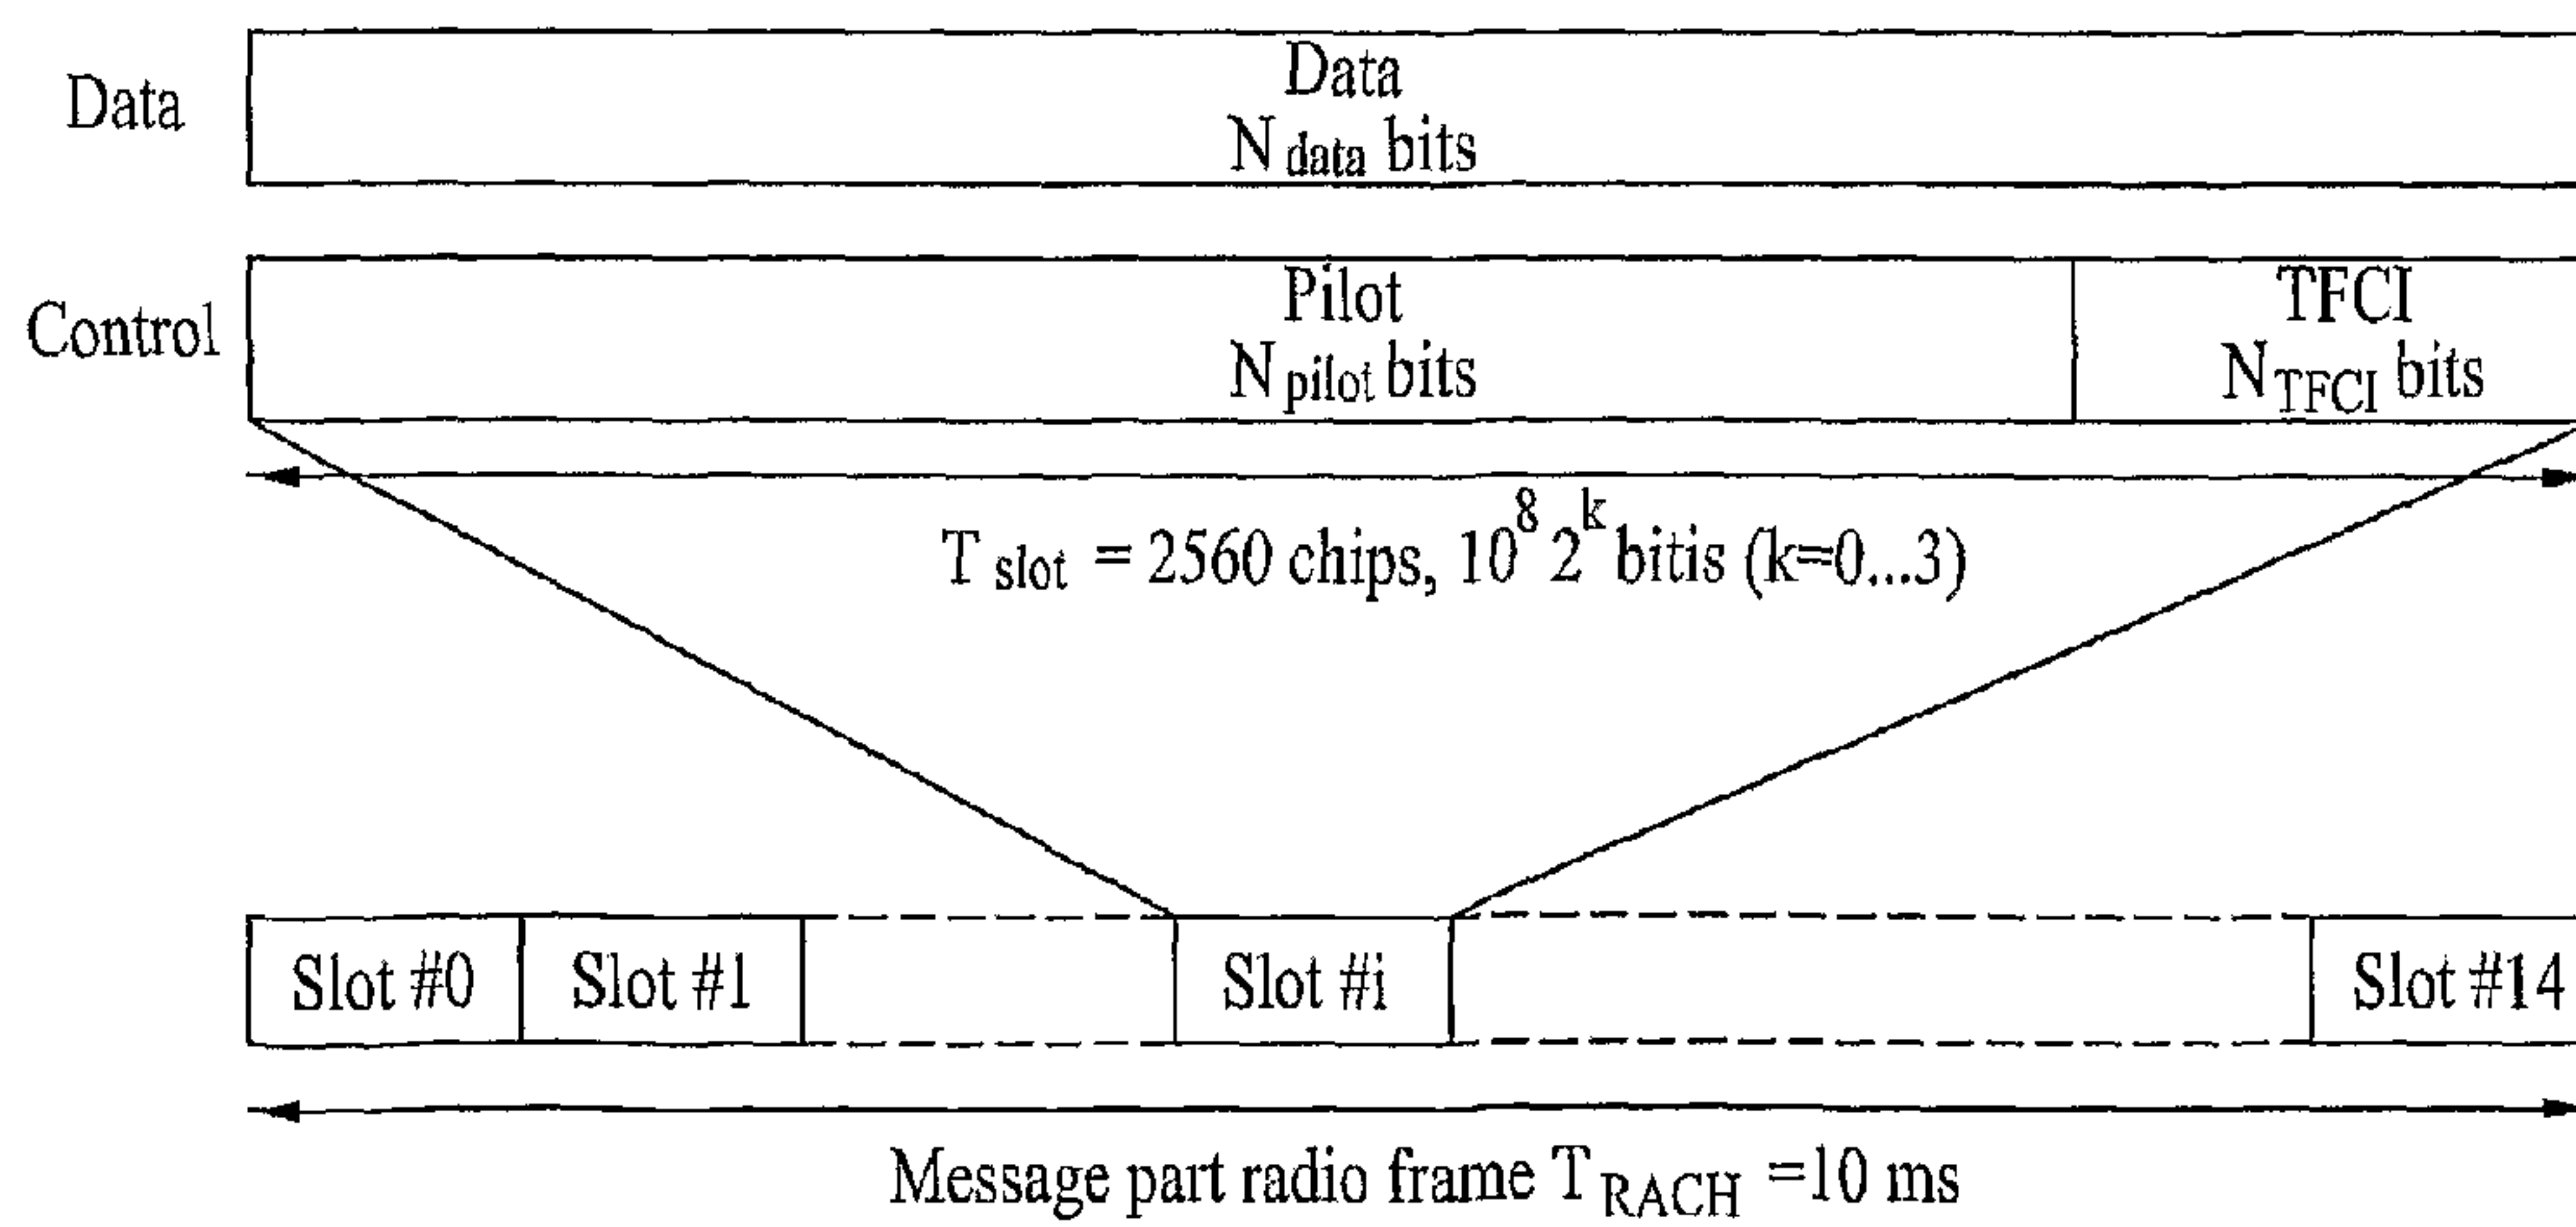 Data
Data
N data bits
Control
Pilot
N pilot bits
TFCI
N TFCI bits
T slot = 2560 chips, 10^8 2^k bitis (k=0...3)
Slot #0 Slot #1 Slot #i Slot #14
Message part radio frame T RACH =10 ms